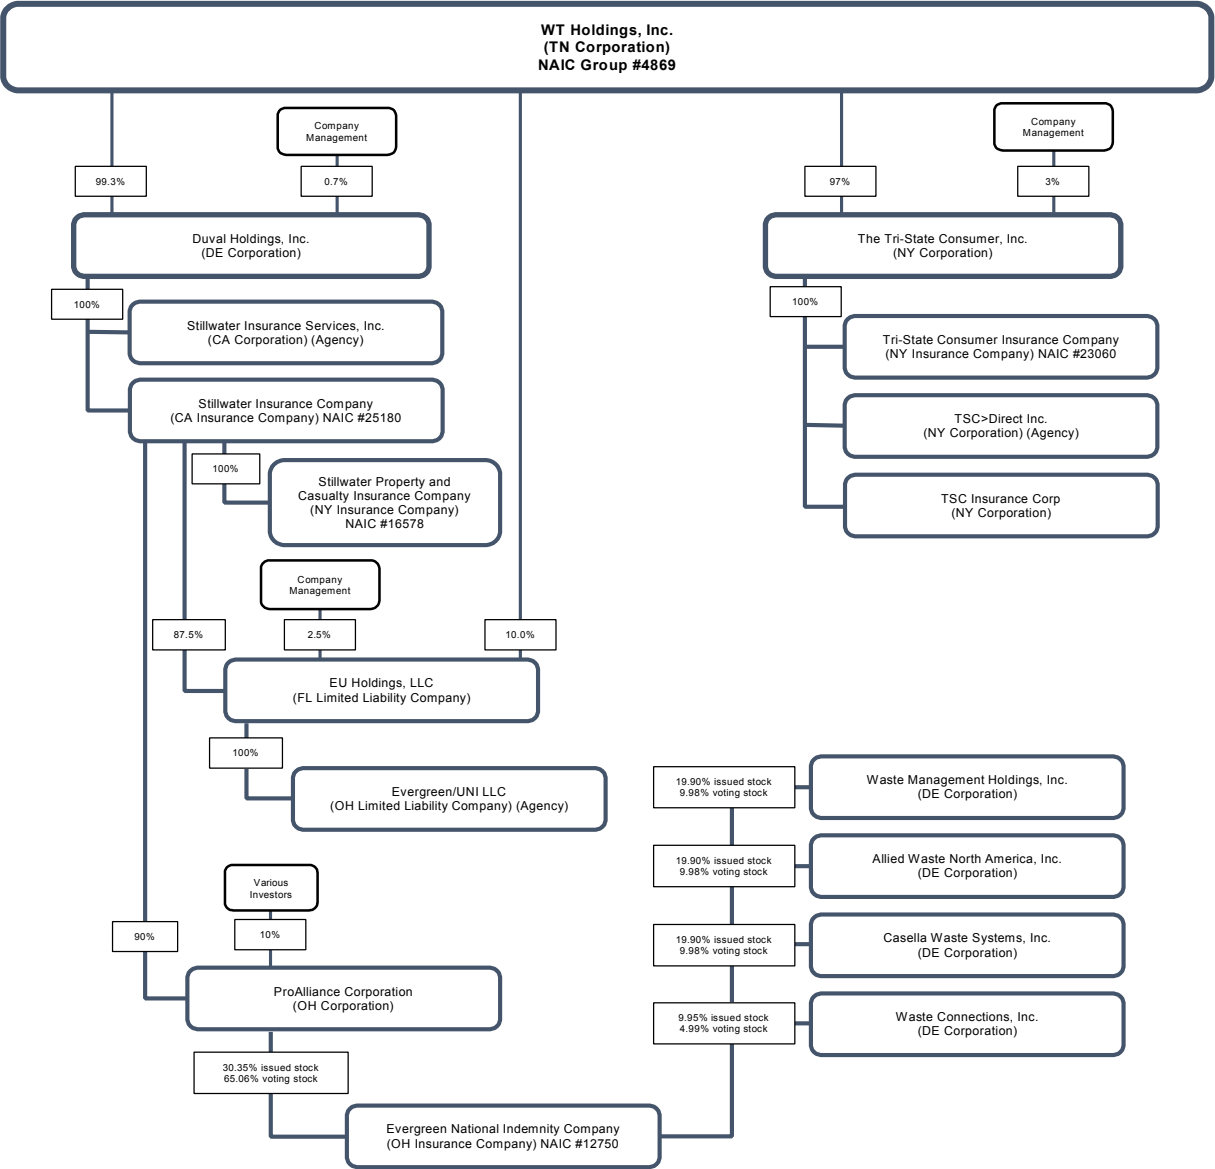 WT Holdings, Inc.
(TN Corporation)
NAIC Group #4869
Company
Management
Company
Management
99.3%
0.7%
97%
3%
Duval Holdings, Inc.
(DE Corporation)
The Tri-State Consumer, Inc.
(NY Corporation)
100%
100%
Stillwater Insurance Services, Inc.
(CA Corporation) (Agency)
Tri-State Consumer Insurance Company
(NY Insurance Company) NAIC #23060
Stillwater Insurance Company
(CA Insurance Company) NAIC #25180
TSC>Direct Inc.
(NY Corporation) (Agency)
100%
Stillwater Property and
Casualty Insurance Company
(NY Insurance Company)
NAIC #16578
TSC Insurance Corp
(NY Corporation)
Company
Management
87.5%
2.5%
10.0%
EU Holdings, LLC
(FL Limited Liability Company)
100%
Evergreen/UNI LLC
(OH Limited Liability Company) (Agency)
19.90% issued stock
9.98% voting stock
Waste Management Holdings, Inc.
(DE Corporation)
19.90% issued stock
9.98% voting stock
Allied Waste North America, Inc.
(DE Corporation)
Various
Investors
90%
10%
19.90% issued stock
9.98% voting stock
Casella Waste Systems, Inc.
(DE Corporation)
ProAlliance Corporation
(OH Corporation)
9.95% issued stock
4.99% voting stock
Waste Connections, Inc.
(DE Corporation)
30.35% issued stock
65.06% voting stock
Evergreen National Indemnity Company
(OH Insurance Company) NAIC #12750